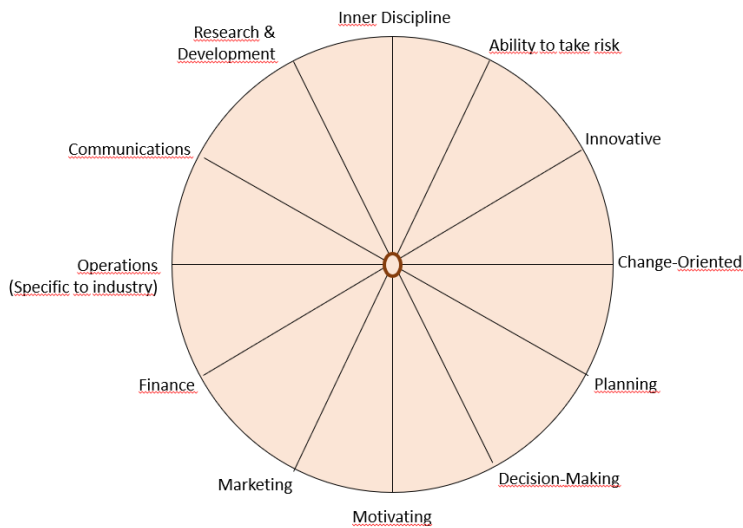 Inner Discipline
Research &
Development
Ability to take risk
Innovative
Communications
Change-Oriented
Operations
(Specific to industry)
Planning
Finance
Decision-Making
Marketing
Motivating